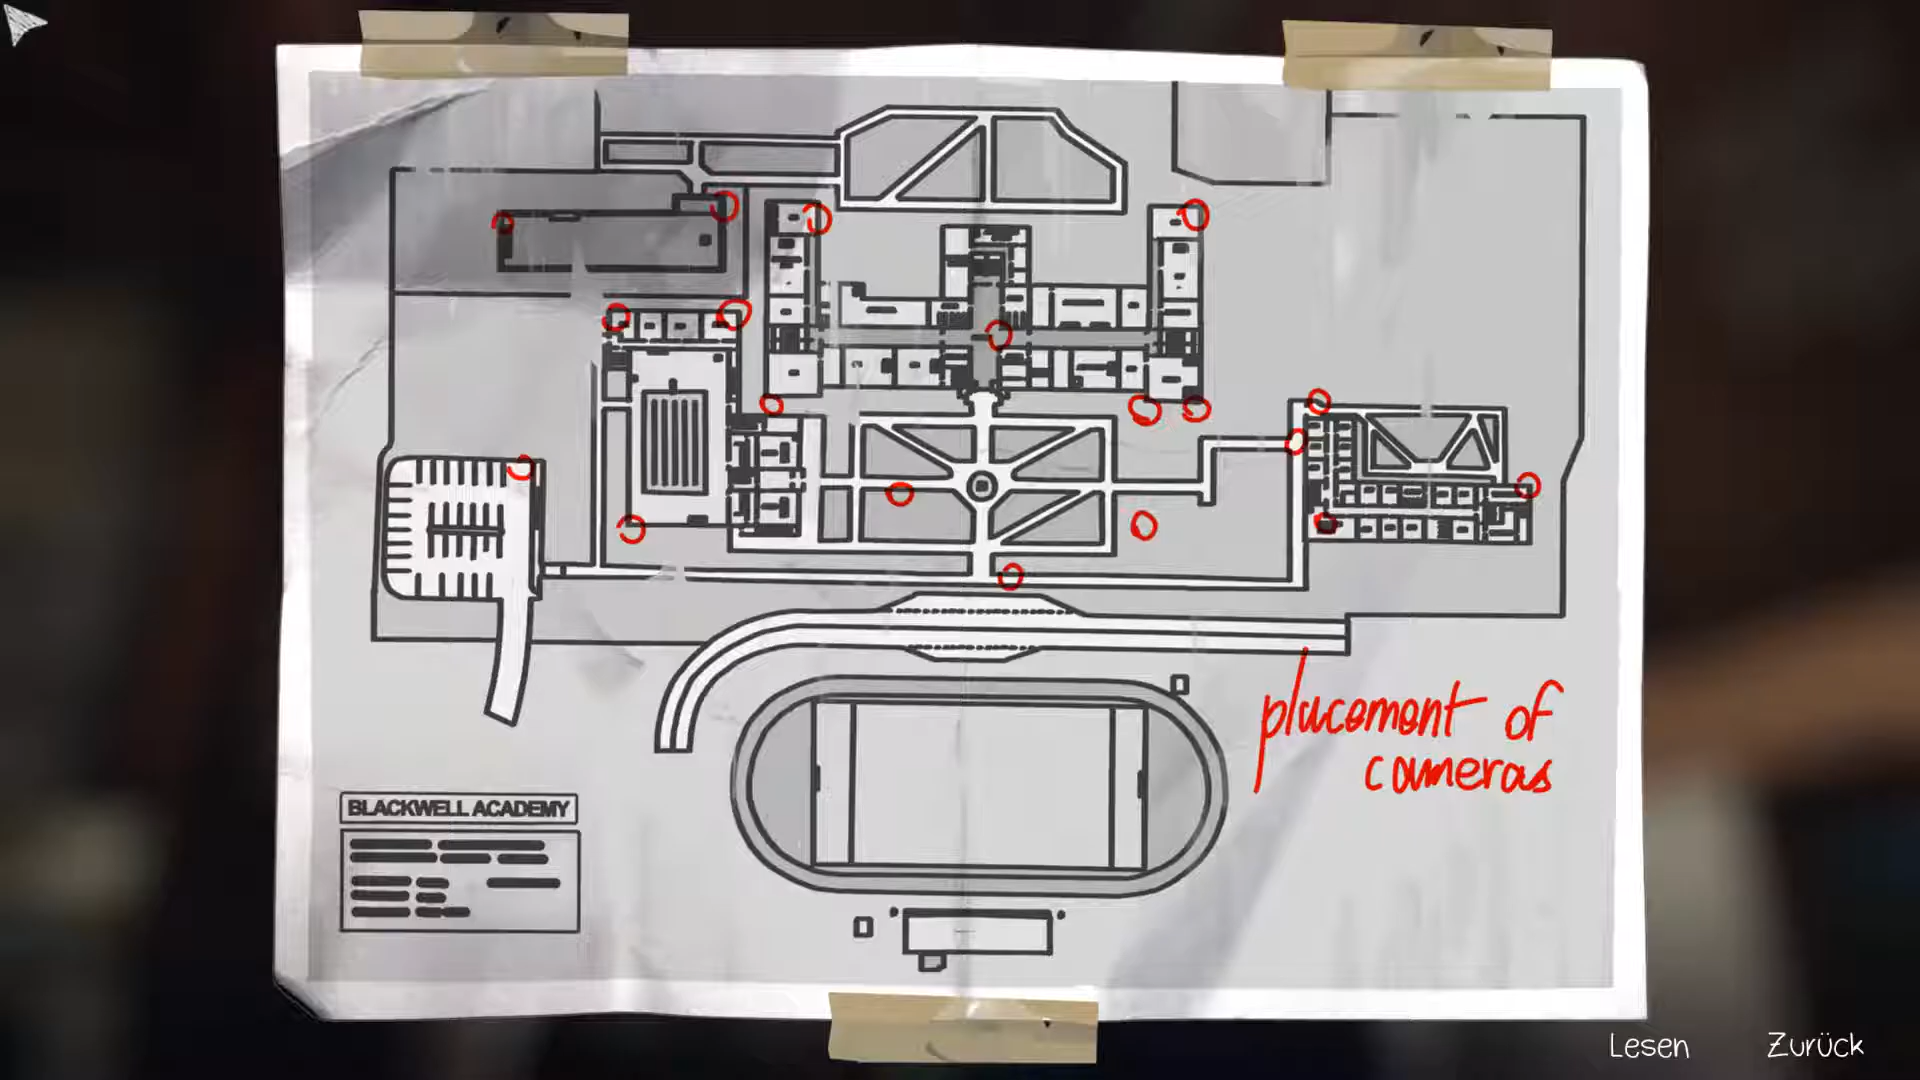 placement of
cameras
BLACKWELL ACADEMY
Lesen
Zurück